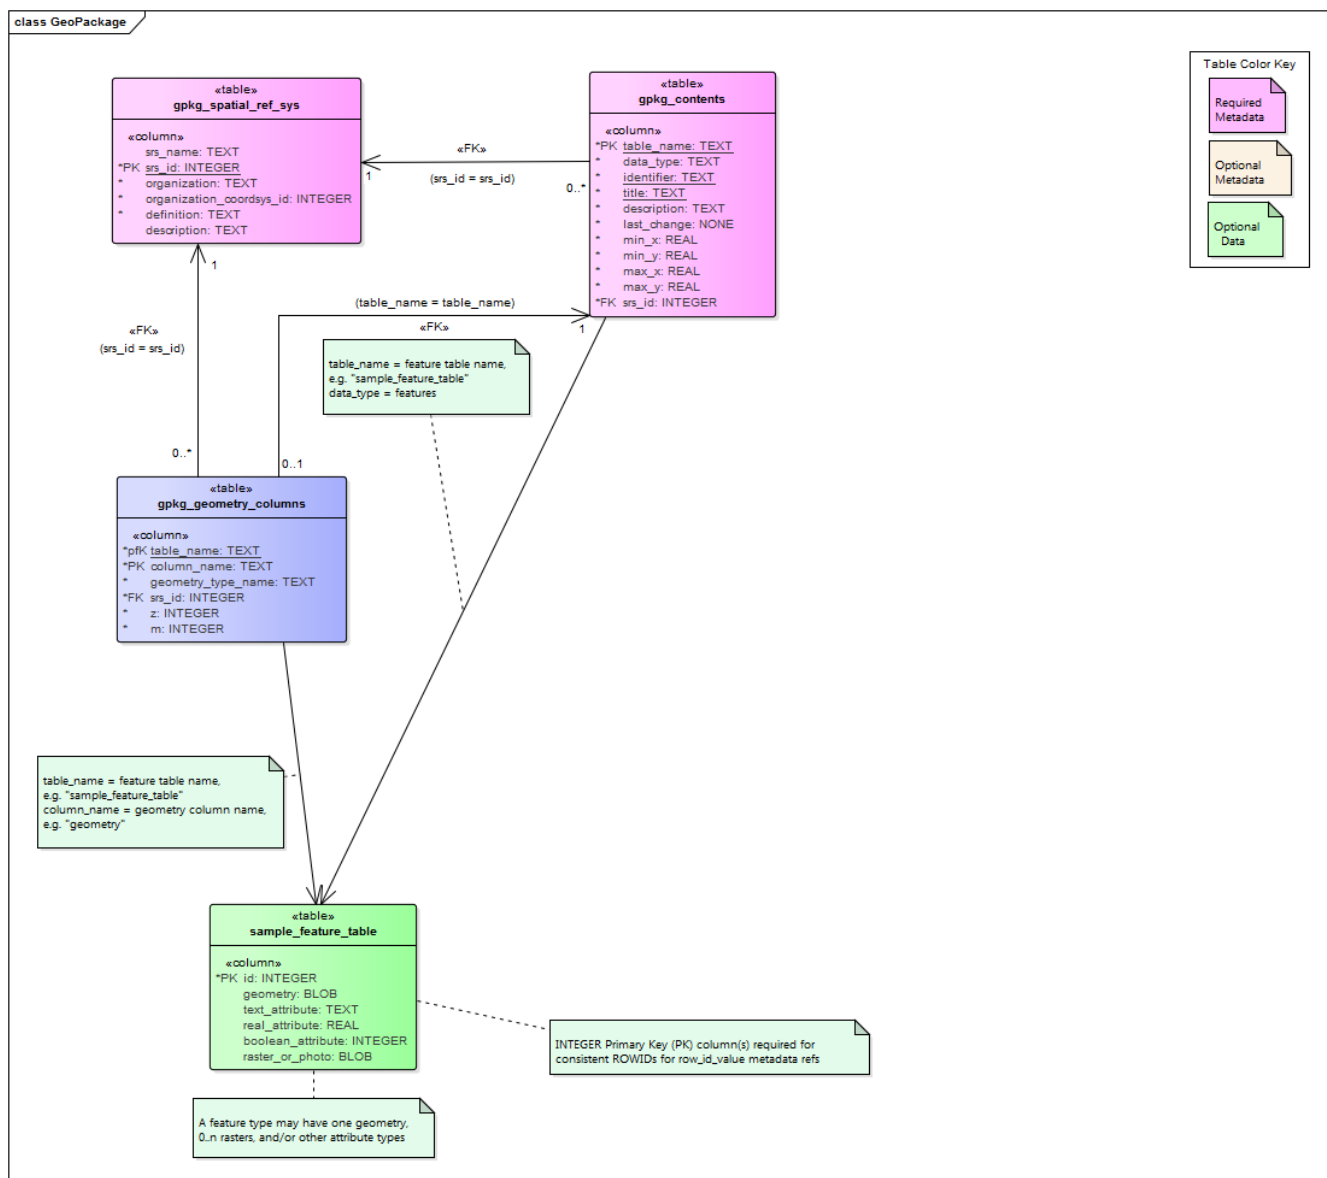 class GeoPackage
«table»
gpkg_spatial_ref_sys
«column»
srs_name: TEXT
*PK srs_id: INTEGER
* organization: TEXT
* organization_coordsys_id: INTEGER
* definition: TEXT
description: TEXT
«FK»
(srs_id = srs_id)
1
0..*
«table»
gpkg_contents
«column»
*PK table_name: TEXT
* data_type: TEXT
* identifier: TEXT
* title: TEXT
* description: TEXT
* last_change: NONE
* min_x: REAL
* min_y: REAL
* max_x: REAL
* max_y: REAL
*FK srs_id: INTEGER
Table Color Key
Required
Metadata
Optional
Metadata
Optional
Data
1
«FK»
(srs_id = srs_id)
0..*
(table_name = table_name)
«FK»
1
0..1
table_name = feature table name,
e.g. "sample_feature_table"
data_type = features
«table»
gpkg_geometry_columns
«column»
*pfK table_name: TEXT
*PK column_name: TEXT
* geometry_type_name: TEXT
*FK srs_id: INTEGER
* z: INTEGER
* m: INTEGER
table_name = feature table name,
e.g. "sample_feature_table"
column_name = geometry column name,
e.g. "geometry"
«table»
sample_feature_table
«column»
*PK id: INTEGER
geometry: BLOB
text_attribute: TEXT
real_attribute: REAL
boolean_attribute: INTEGER
raster_or_photo: BLOB
INTEGER Primary Key (PK) column(s) required for
consistent ROWIDs for row_id_value metadata refs
A feature type may have one geometry,
0..n rasters, and/or other attribute types